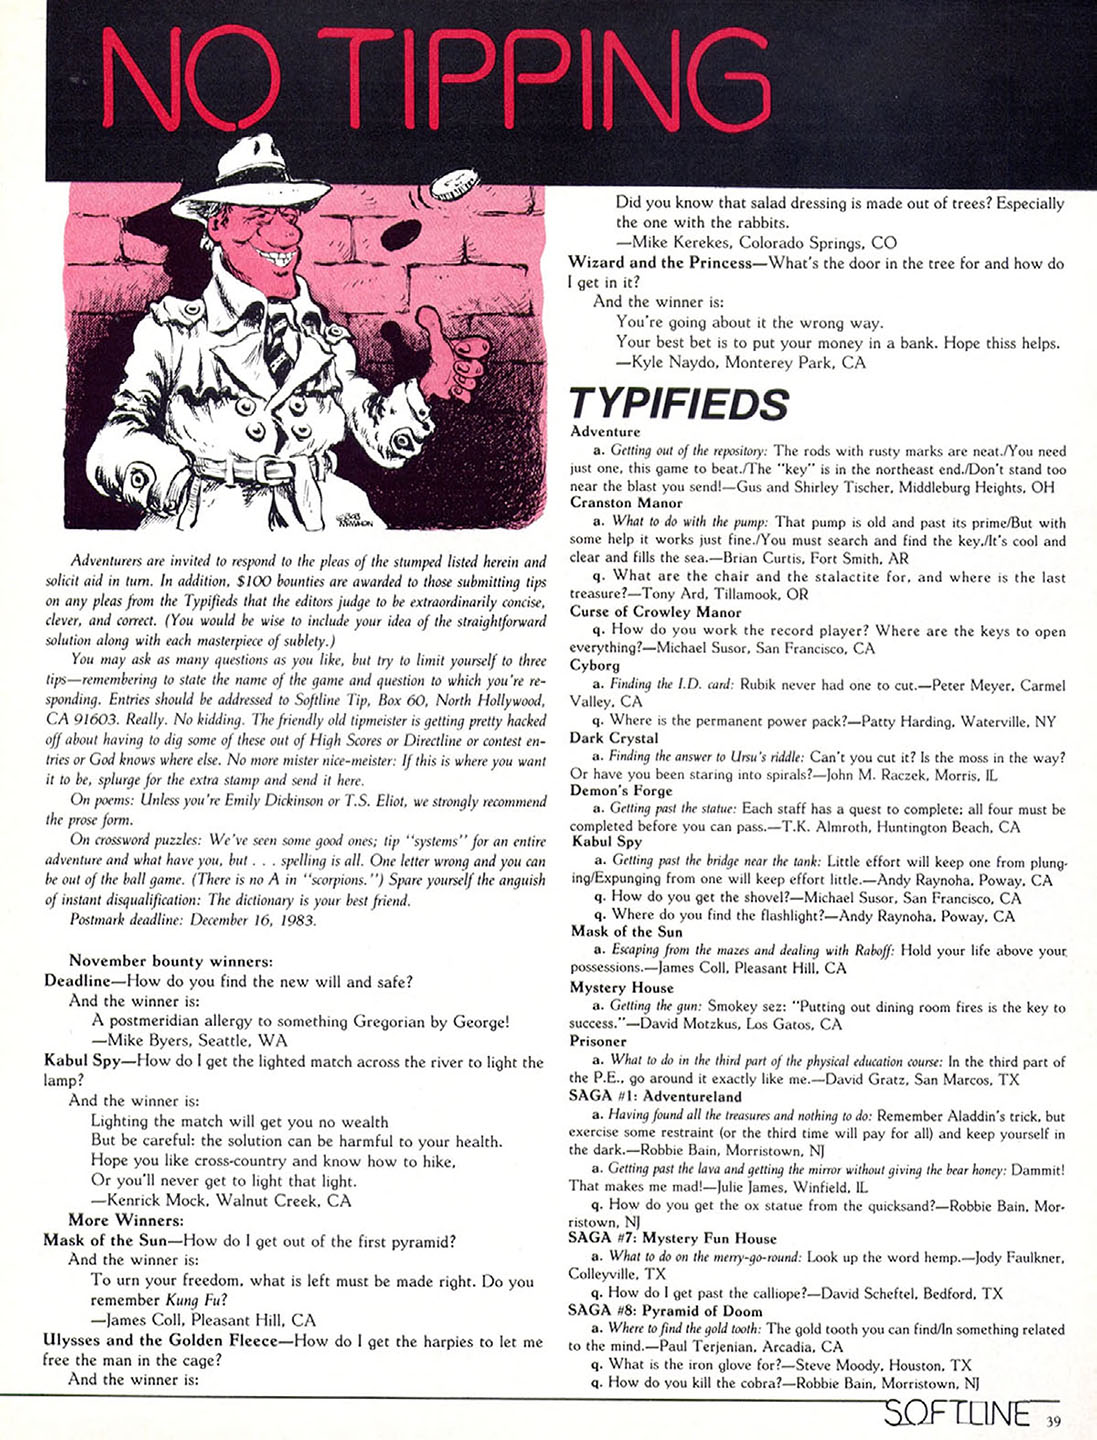 NO TIPPING
© 1983
BOB
McMAHON
Adventurers are invited to respond to the pleas of the stumped listed herein and
solicit aid in turn. In addition, $100 bounties are awarded to those submitting tips
on any pleas from the Typifieds that the editors judge to be extraordinarily concise,
clever, and correct. (You would be wise to include your idea of the straightforward
solution along with each masterpiece of sublety.)
You may ask as many questions as you like, but try to limit yourself to three
tips—remembering to state the name of the game and question to which you're re-
sponding. Entries should be addressed to Softline Tip, Box 60, North Hollywood,
CA 91603. Really. No kidding. The friendly old tipmeister is getting pretty hacked
off about having to dig some of these out of High Scores or Directline or contest en-
tries or God knows where else. No more mister nice-meister: If this is where you want
it to be, splurge for the extra stamp and send it here.
On poems: Unless you're Emily Dickinson or T.S. Eliot, we strongly recommend
the prose form.
On crossword puzzles: We've seen some good ones; tip "systems" for an entire
adventure and what have you, but . . . spelling is all. One letter wrong and you can
be out of the ball game. (There is no A in "scorpions.") Spare yourself the anguish
of instant disqualification: The dictionary is your best friend.
Postmark deadline: December 16, 1983.
November bounty winners:
Deadline—How do you find the new will and safe?
And the winner is:
A postmeridian allergy to something Gregorian by George!
—Mike Byers, Seattle, WA
Kabul Spy—How do I get the lighted match across the river to light the
lamp?
And the winner is:
Lighting the match will get you no wealth
But be careful: the solution can be harmful to your health.
Hope you like cross-country and know how to hike,
Or you'll never get to light that light.
—Kenrick Mock, Walnut Creek, CA
More Winners:
Mask of the Sun—How do I get out of the first pyramid?
And the winner is:
To urn your freedom, what is left must be made right. Do you
remember Kung Fu?
—James Coll, Pleasant Hill, CA
Ulysses and the Golden Fleece—How do I get the harpies to let me
free the man in the cage?
And the winner is:
Did you know that salad dressing is made out of trees? Especially
the one with the rabbits.
—Mike Kerekes, Colorado Springs, CO
Wizard and the Princess—What's the door in the tree for and how do
I get in it?
And the winner is:
You're going about it the wrong way.
Your best bet is to put your money in a bank. Hope thiss helps.
—Kyle Naydo, Monterey Park, CA
TYPIFIEDS
Adventure
a. Getting out of the repository: The rods with rusty marks are neat./You need
just one, this game to beat./The "key" is in the northeast end./Don't stand too
near the blast you send!—Gus and Shirley Tischer, Middleburg Heights, OH
Cranston Manor
a. What to do with the pump: That pump is old and past its prime/But with
some help it works just fine./You must search and find the key,/It's cool and
clear and fills the sea.—Brian Curtis, Fort Smith, AR
q. What are the chair and the stalactite for, and where is the last
treasure?—Tony Ard, Tillamook, OR
Curse of Crowley Manor
q. How do you work the record player? Where are the keys to open
everything?—Michael Susor, San Francisco, CA
Cyborg
a. Finding the I.D. card: Rubik never had one to cut.—Peter Meyer, Carmel
Valley, CA
q. Where is the permanent power pack?—Patty Harding, Waterville, NY
Dark Crystal
a. Finding the answer to Ursu's riddle: Can't you cut it? Is the moss in the way?
Or have you been staring into spirals?—John M. Raczek, Morris, IL
Demon's Forge
a. Getting past the statue: Each staff has a quest to complete; all four must be
completed before you can pass.—T.K. Almroth, Huntington Beach, CA
Kabul Spy
a. Getting past the bridge near the tank: Little effort will keep one from plung-
ing/Expunging from one will keep effort little.—Andy Raynoha, Poway, CA
q. How do you get the shovel?—Michael Susor, San Francisco, CA
q. Where do you find the flashlight?—Andy Raynoha, Poway, CA
Mask of the Sun
a. Escaping from the mazes and dealing with Raboff: Hold your life above your
possessions.—James Coll, Pleasant Hill, CA
Mystery House
a. Getting the gun: Smokey sez: "Putting out dining room fires is the key to
success."—David Motzkus, Los Gatos, CA
Prisoner
a. What to do in the third part of the physical education course: In the third part of
the P.E., go around it exactly like me.—David Gratz, San Marcos, TX
SAGA #1: Adventureland
a. Having found all the treasures and nothing to do: Remember Aladdin's trick, but
exercise some restraint (or the third time will pay for all) and keep yourself in
the dark.—Robbie Bain, Morristown, NJ
a. Getting past the lava and getting the mirror without giving the bear honey: Dammit!
That makes me mad!—Julie James, Winfield, IL
q. How do you get the ox statue from the quicksand?—Robbie Bain, Mor-
ristown, NJ
SAGA #7: Mystery Fun House
a. What to do on the merry-go-round: Look up the word hemp.—Jody Faulkner,
Colleyville, TX
q. How do I get past the calliope?—David Scheftel, Bedford, TX
SAGA #8: Pyramid of Doom
a. Where to find the gold tooth: The gold tooth you can find/In something related
to the mind.—Paul Terjenian, Arcadia, CA
q. What is the iron glove for?—Steve Moody, Houston, TX
q. How do you kill the cobra?—Robbie Bain, Morristown, NJ
SOFTLINE 39